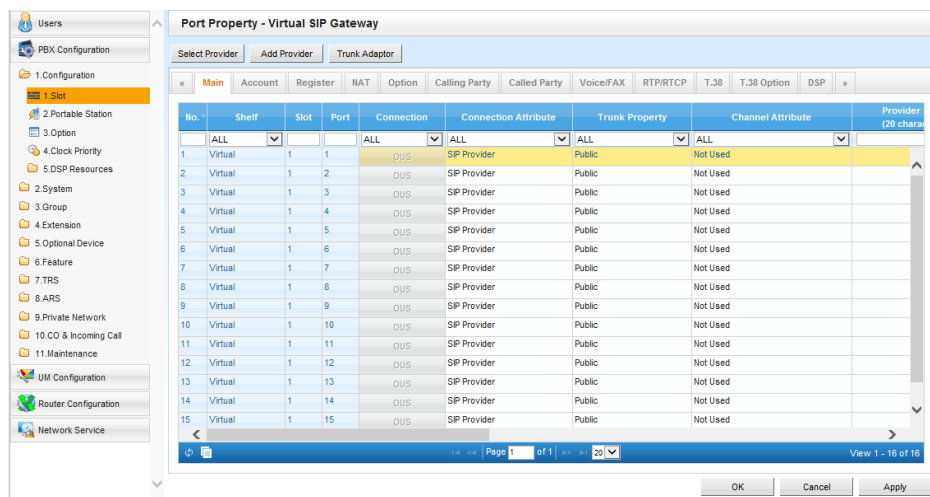 Users
PBX Configuration
1.Configuration
1.Slot
2.Portable Station
3.Option
4.Clock Priority
5.DSP Resources
2.System
3.Group
4.Extension
5.Optional Device
6.Feature
7.TRS
8.ARS
9.Private Network
10.CO & Incoming Call
11.Maintenance
UM Configuration
Router Configuration
Network Service
Port Property - Virtual SIP Gateway
Select Provider Add Provider Trunk Adaptor
« Main Account Register NAT Option Calling Party Called Party Voice/FAX RTP/RTCP T.38 T.38 Option DSP »
No. Shelf Slot Port Connection Connection Attribute Trunk Property Channel Attribute Provider
(20 chara
ALL ALL ALL ALL ALL
1 Virtual 1 1 OUS SIP Provider Public Not Used
2 Virtual 1 2 OUS SIP Provider Public Not Used
3 Virtual 1 3 OUS SIP Provider Public Not Used
4 Virtual 1 4 OUS SIP Provider Public Not Used
5 Virtual 1 5 OUS SIP Provider Public Not Used
6 Virtual 1 6 OUS SIP Provider Public Not Used
7 Virtual 1 7 OUS SIP Provider Public Not Used
8 Virtual 1 8 OUS SIP Provider Public Not Used
9 Virtual 1 9 OUS SIP Provider Public Not Used
10 Virtual 1 10 OUS SIP Provider Public Not Used
11 Virtual 1 11 OUS SIP Provider Public Not Used
12 Virtual 1 12 OUS SIP Provider Public Not Used
13 Virtual 1 13 OUS SIP Provider Public Not Used
14 Virtual 1 14 OUS SIP Provider Public Not Used
15 Virtual 1 15 OUS SIP Provider Public Not Used
Page 1 of 1 20 View 1 - 16 of 16
OK Cancel Apply